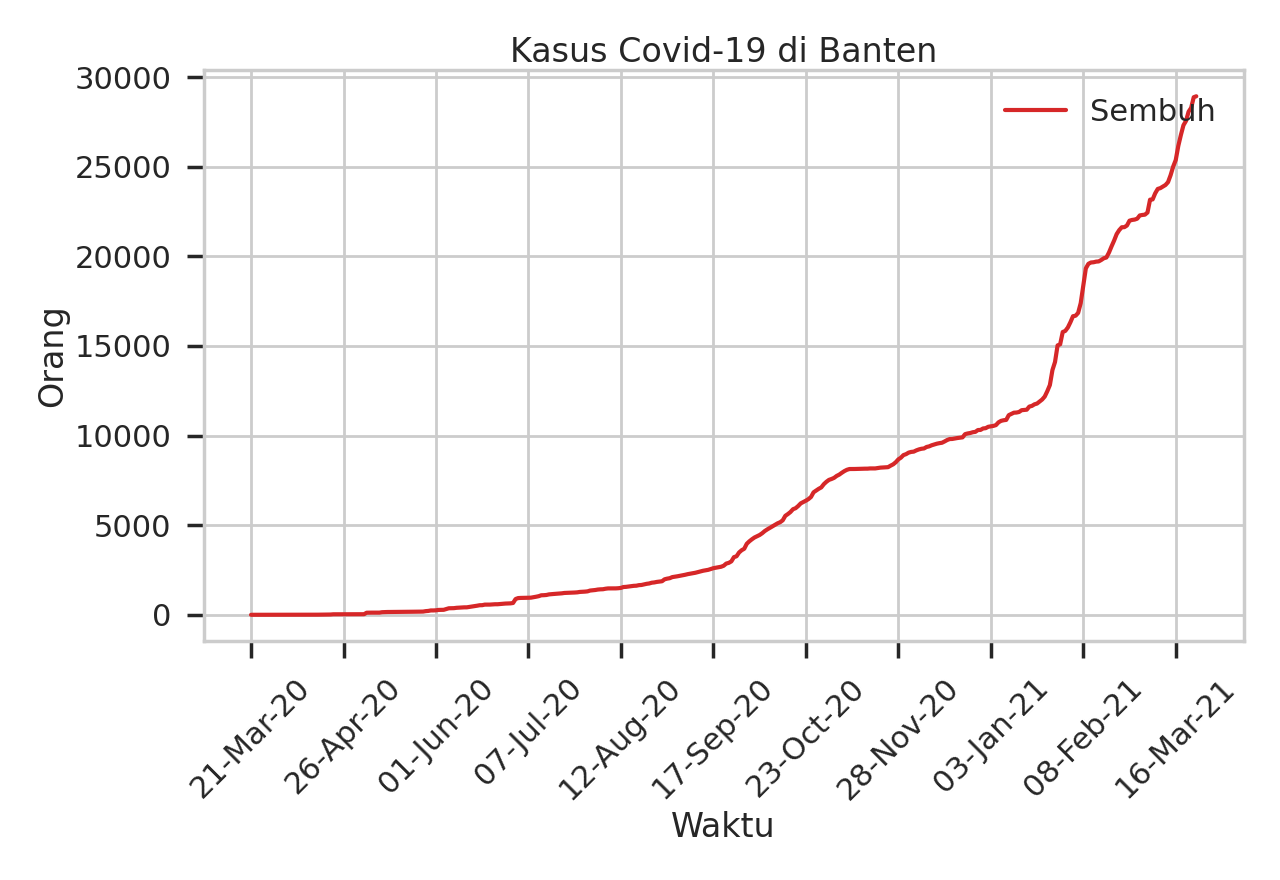 Kasus Covid-19 di Banten
Sembuh
Orang
30000
25000
20000
15000
10000
5000
0
21-Mar-20
26-Apr-20
01-Jun-20
07-Jul-20
12-Aug-20
17-Sep-20
23-Oct-20
28-Nov-20
03-Jan-21
08-Feb-21
16-Mar-21
Waktu